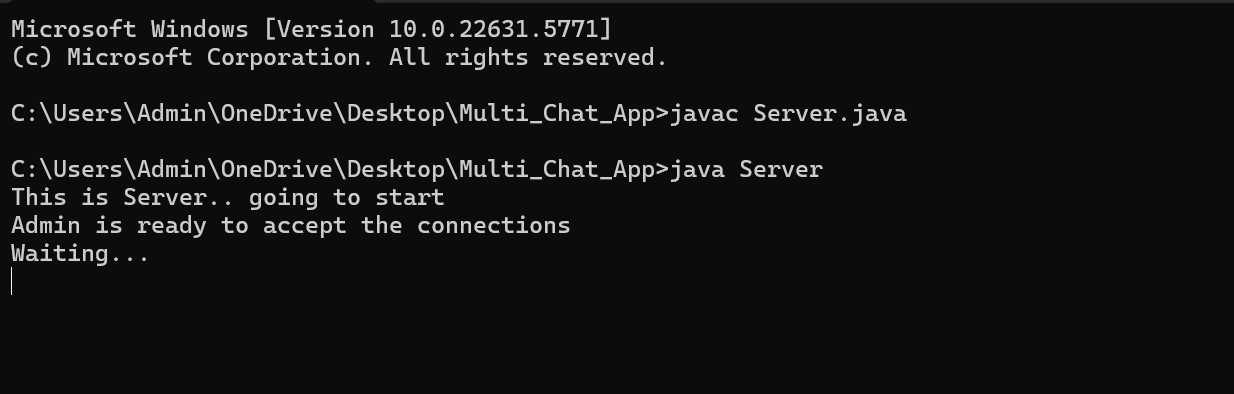 Microsoft Windows [Version 10.0.22631.5771]
(c) Microsoft Corporation. All rights reserved.
C:\Users\Admin\OneDrive\Desktop\Multi_Chat_App>javac Server.java
C:\Users\Admin\OneDrive\Desktop\Multi_Chat_App>java Server
This is Server.. going to start
Admin is ready to accept the connections
Waiting...